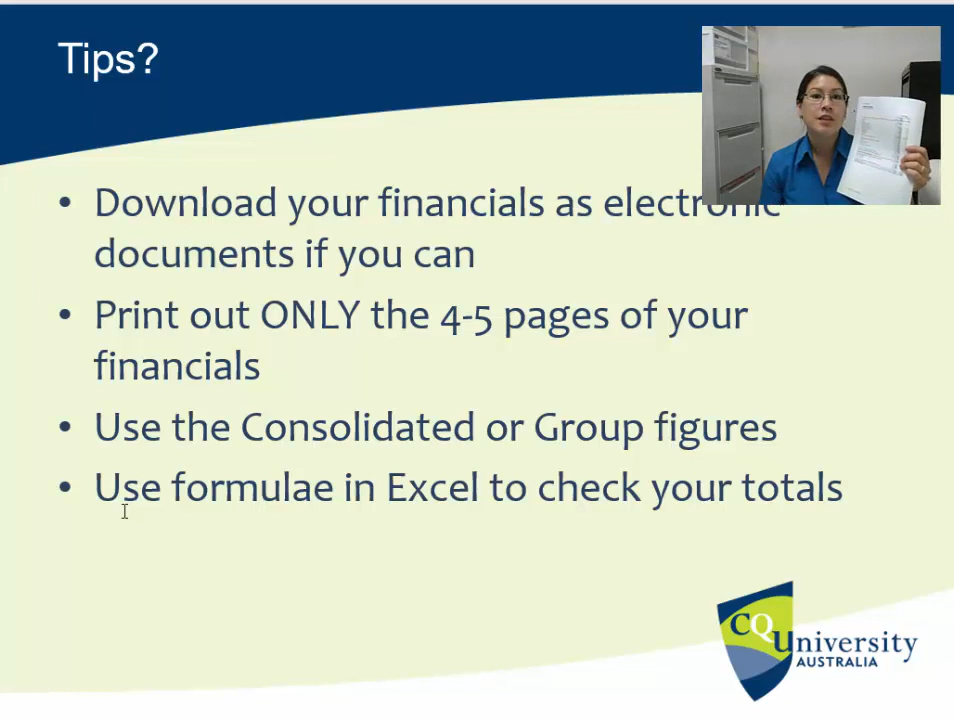 Tips?
• Download your financials as electronic
documents if you can
• Print out ONLY the 4-5 pages of your
financials
• Use the Consolidated or Group figures
• Use formulae in Excel to check your totals
CQUniversity
AUSTRALIA